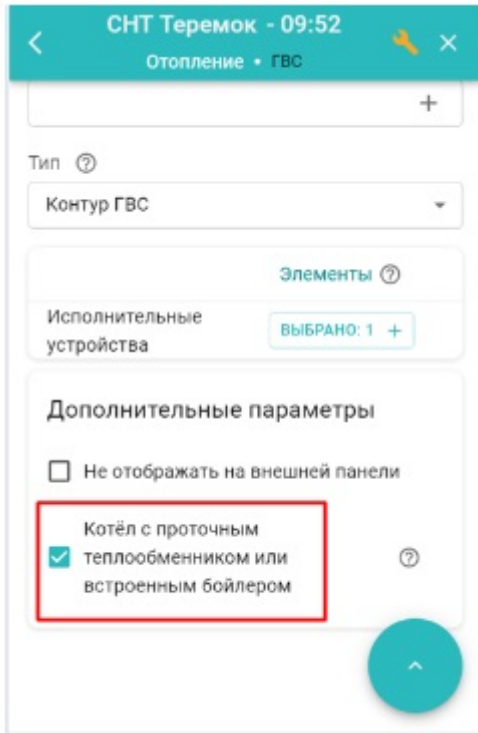 СНТ Теремок - 09:52
Отопление • ГВС
Тип
Контур ГВС
Элементы
Исполнительные
устройства
ВЫБРАНО: 1 +
Дополнительные параметры
Не отображать на внешней панели
Котёл с проточным
теплообменником или
встроенным бойлером